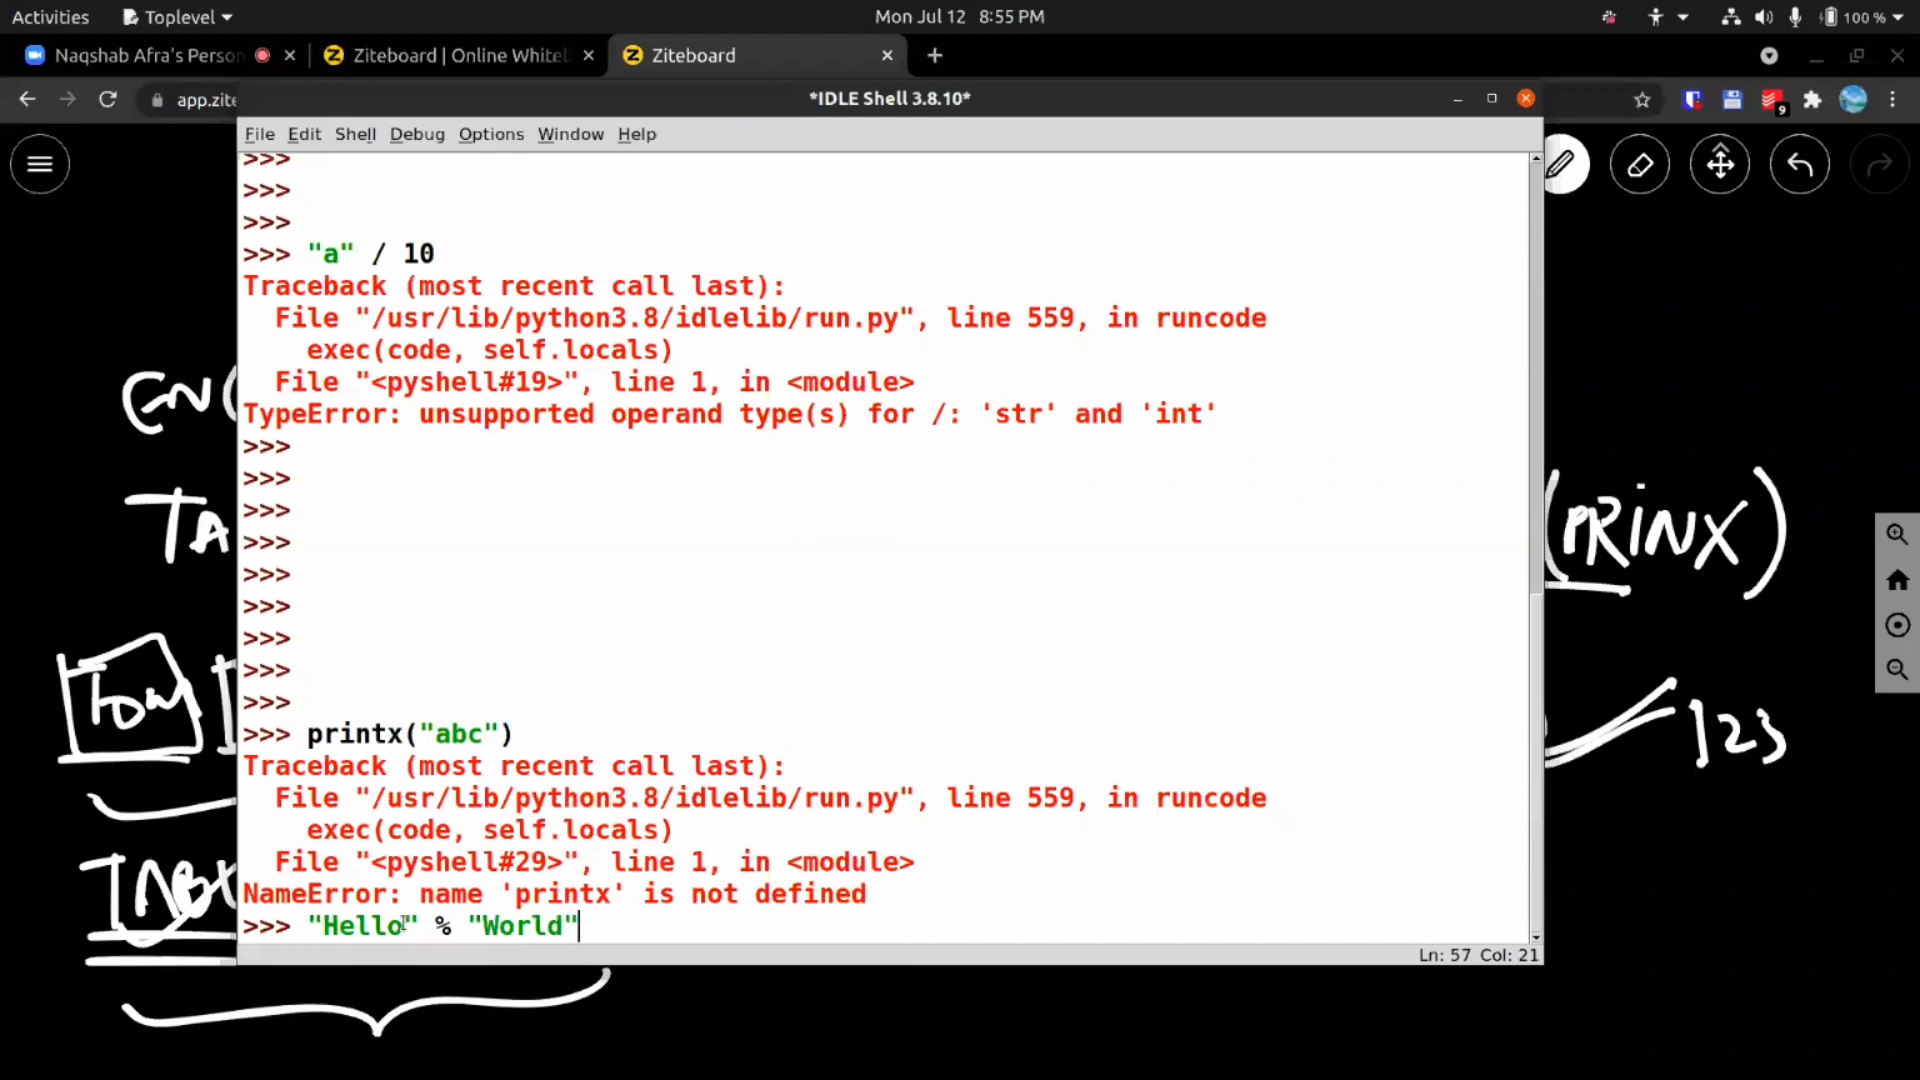 Activities Toplevel Mon Jul 12 8:55 PM 100 %
Naqshab Afra's Person Ziteboard | Online Whiteb Ziteboard
app.zite
*IDLE Shell 3.8.10*
9
File Edit Shell Debug Options Window Help
>>>
>>>
>>>
>>> "a" / 10
Traceback (most recent call last):
File "/usr/lib/python3.8/idlelib/run.py", line 559, in runcode
exec(code, self.locals)
File "<pyshell#19>", line 1, in <module>
TypeError: unsupported operand type(s) for /: 'str' and 'int'
>>>
>>>
>>>
>>>
>>>
>>>
>>>
>>>
>>>
>>> printx("abc")
Traceback (most recent call last):
File "/usr/lib/python3.8/idlelib/run.py", line 559, in runcode
exec(code, self.locals)
File "<pyshell#29>", line 1, in <module>
NameError: name 'printx' is not defined
>>> "Hello" % "World"
Ln: 57 Col: 21
EN
TA
(PRINX)
123